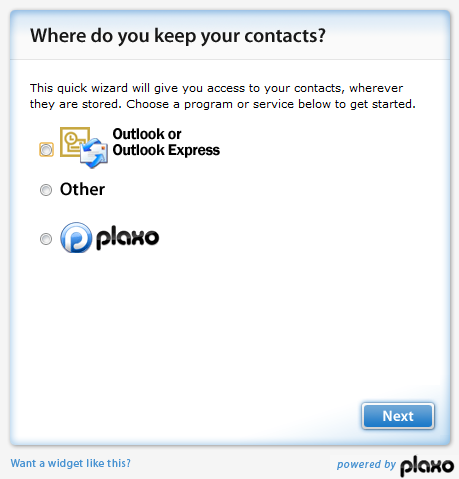 Where do you keep your contacts?
This quick wizard will give you access to your contacts, wherever
they are stored. Choose a program or service below to get started.
Outlook or
Outlook Express
Other
plaxo
Next
Want a widget like this?
powered by plaxo